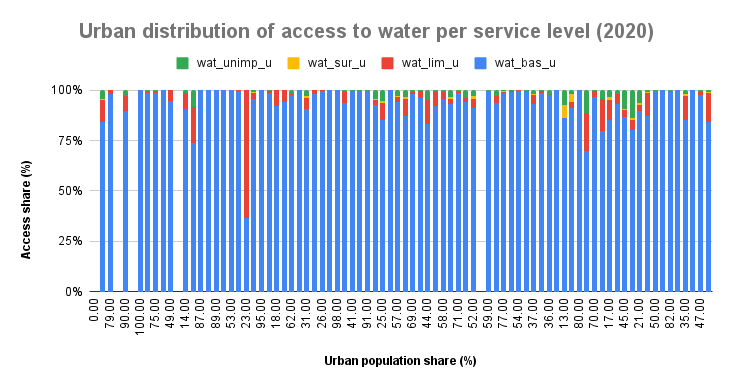 Urban distribution of access to water per service level (2020)
wat_unimp_u wat_sur_u wat_lim_u wat_bas_u
Access share (%)
100%
75%
50%
25%
0%
0.00 79.00 90.00 100.00 75.00 49.00 14.00 87.00 89.00 53.00 23.00 95.00 18.00 62.00 31.00 26.00 98.00 41.00 91.00 25.00 57.00 69.00 44.00 58.00 71.00 52.00 59.00 77.00 54.00 37.00 36.00 13.00 80.00 70.00 17.00 45.00 21.00 50.00 82.00 35.00 47.00
Urban population share (%)